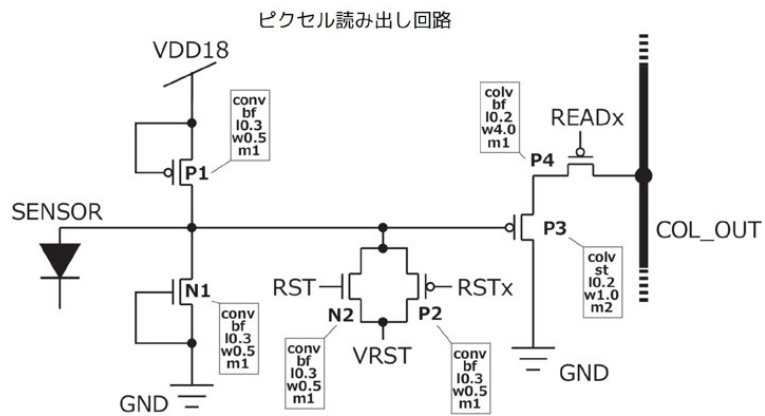 ピクセル読み出し回路
VDD18
conv
bf
l0.3
w0.5
m1
P1
colv
bf
l0.2
w4.0
m1
READx
P4
SENSOR
P3
COL_OUT
colv
st
l0.2
w1.0
m2
N1
conv
bf
l0.3
w0.5
m1
RST
RSTx
N2
P2
conv
bf
l0.3
w0.5
m1
VRST
conv
bf
l0.3
w0.5
m1
GND
GND